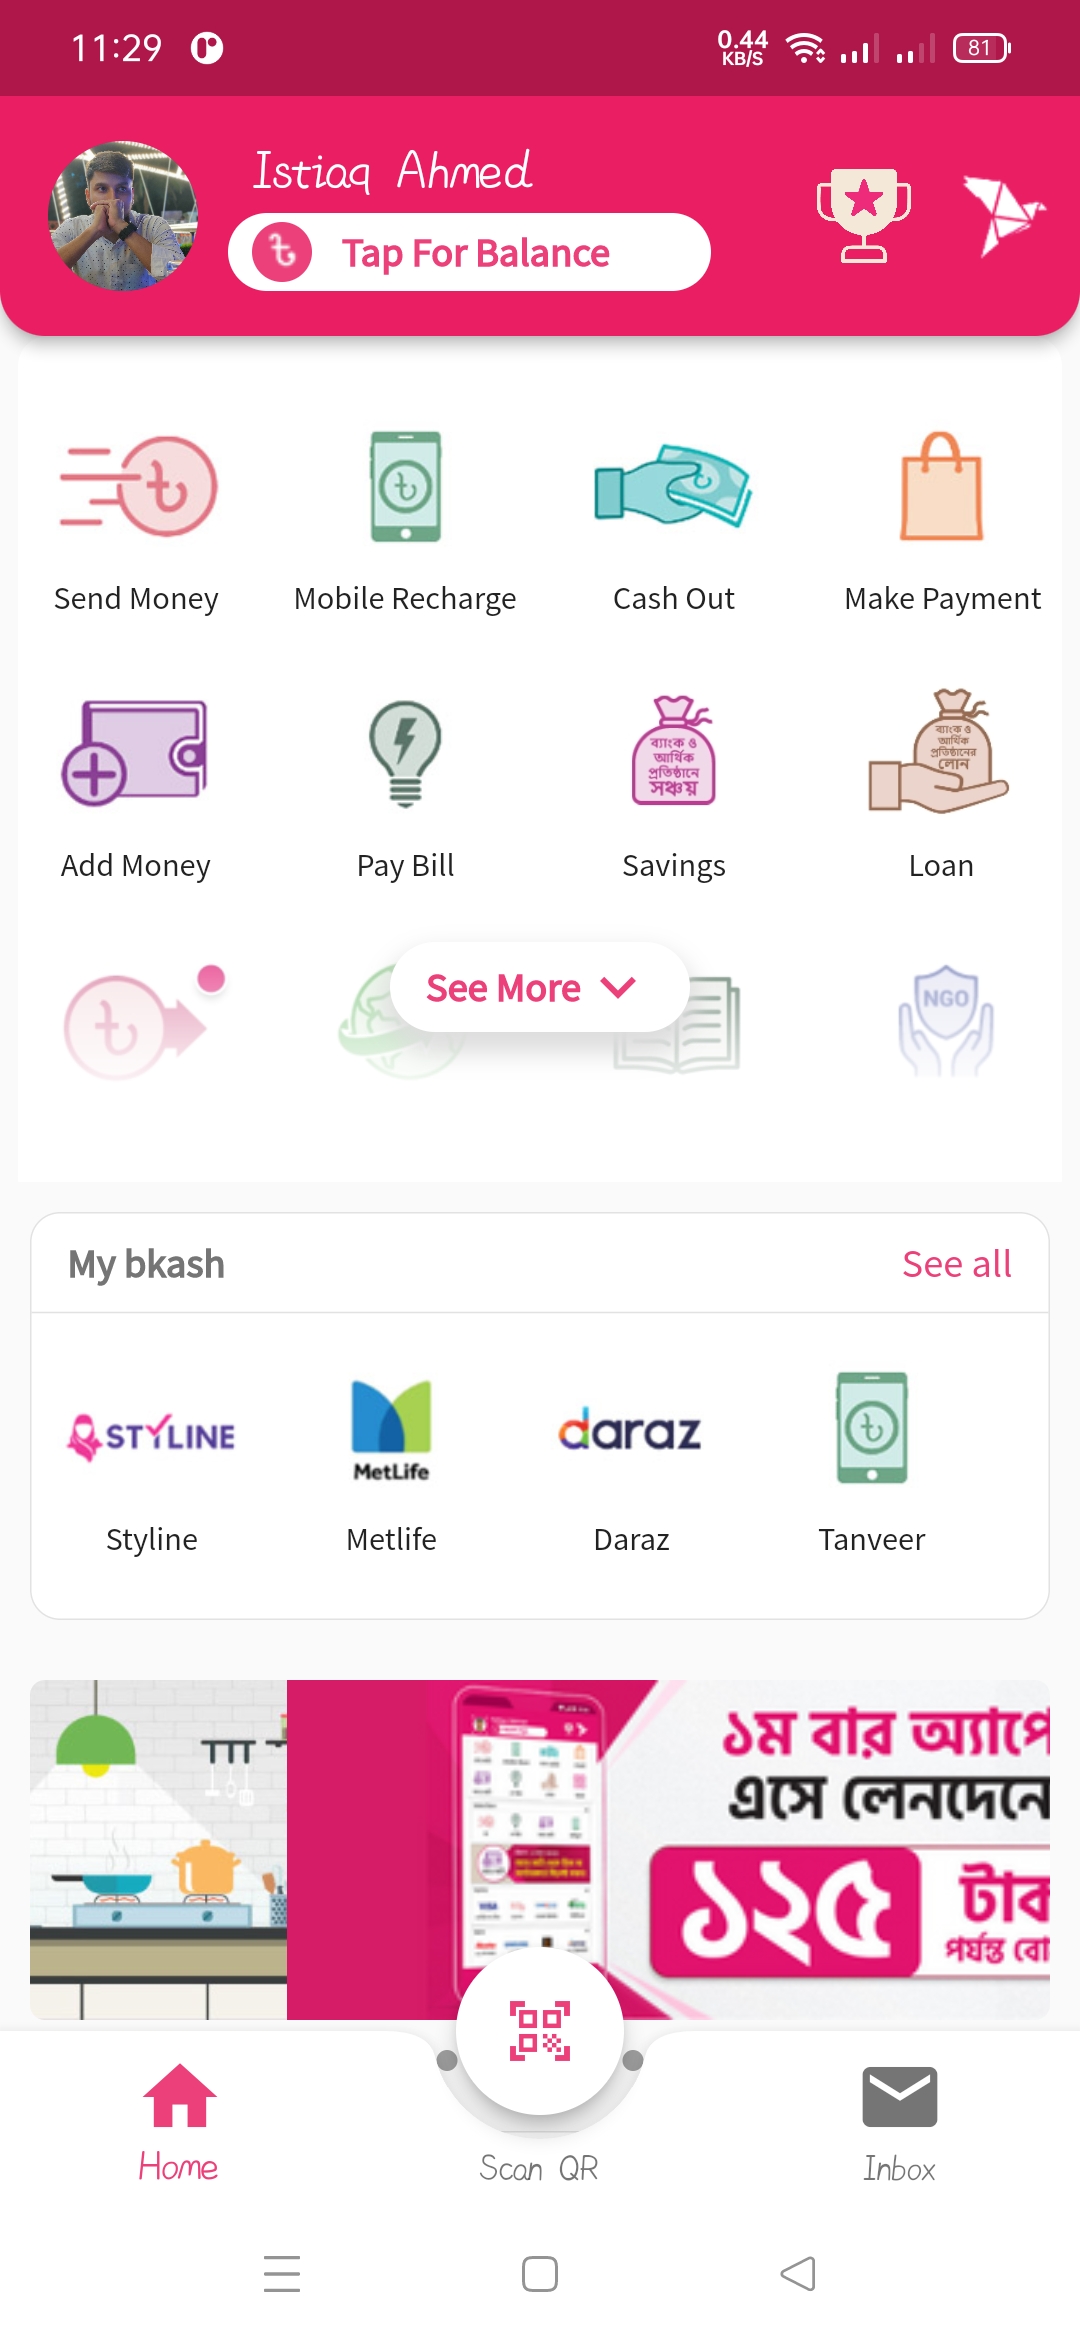 11:29
0.44
KB/S
81
Istiaq Ahmed
Tap For Balance
Send Money
Mobile Recharge
Cash Out
Make Payment
ব্যাংক ও
আর্থিক
প্রতিষ্ঠানে
সঞ্চয়
ব্যাংক ও
আর্থিক
প্রতিষ্ঠানের
লোন
Add Money
Pay Bill
Savings
Loan
See More
NGO
My bkash
See all
STYLINE
MetLife
daraz
Styline
Metlife
Daraz
Tanveer
১ম বার অ্যাপে
এসে লেনদেনে
১২৫
পর্যন্ত
Home
Scan QR
Inbox